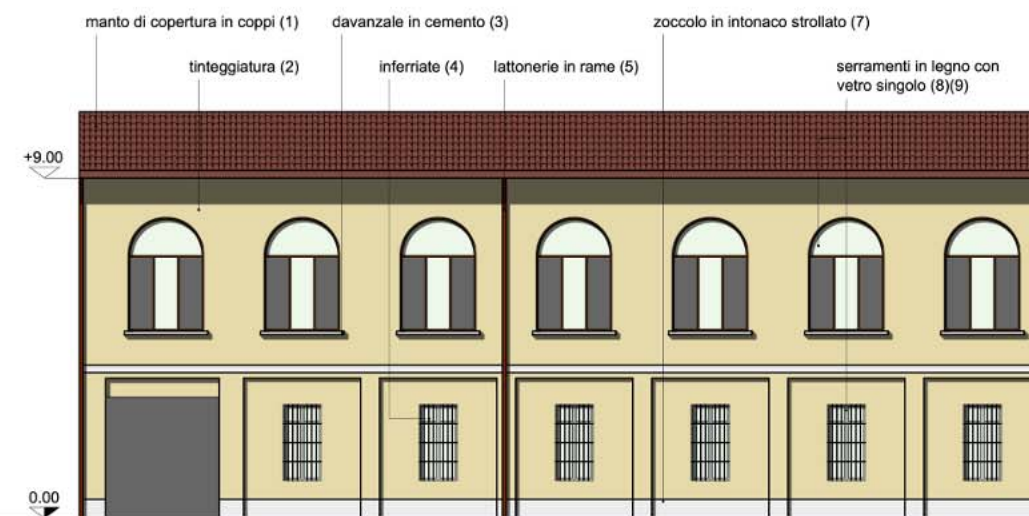 manto di copertura in coppi (1)
davanzale in cemento (3)
zoccolo in intonaco strollato (7)
tinteggiatura (2)
inferriate (4)
lattonerie in rame (5)
serramenti in legno con
vetro singolo (8)(9)
+9.00
0.00